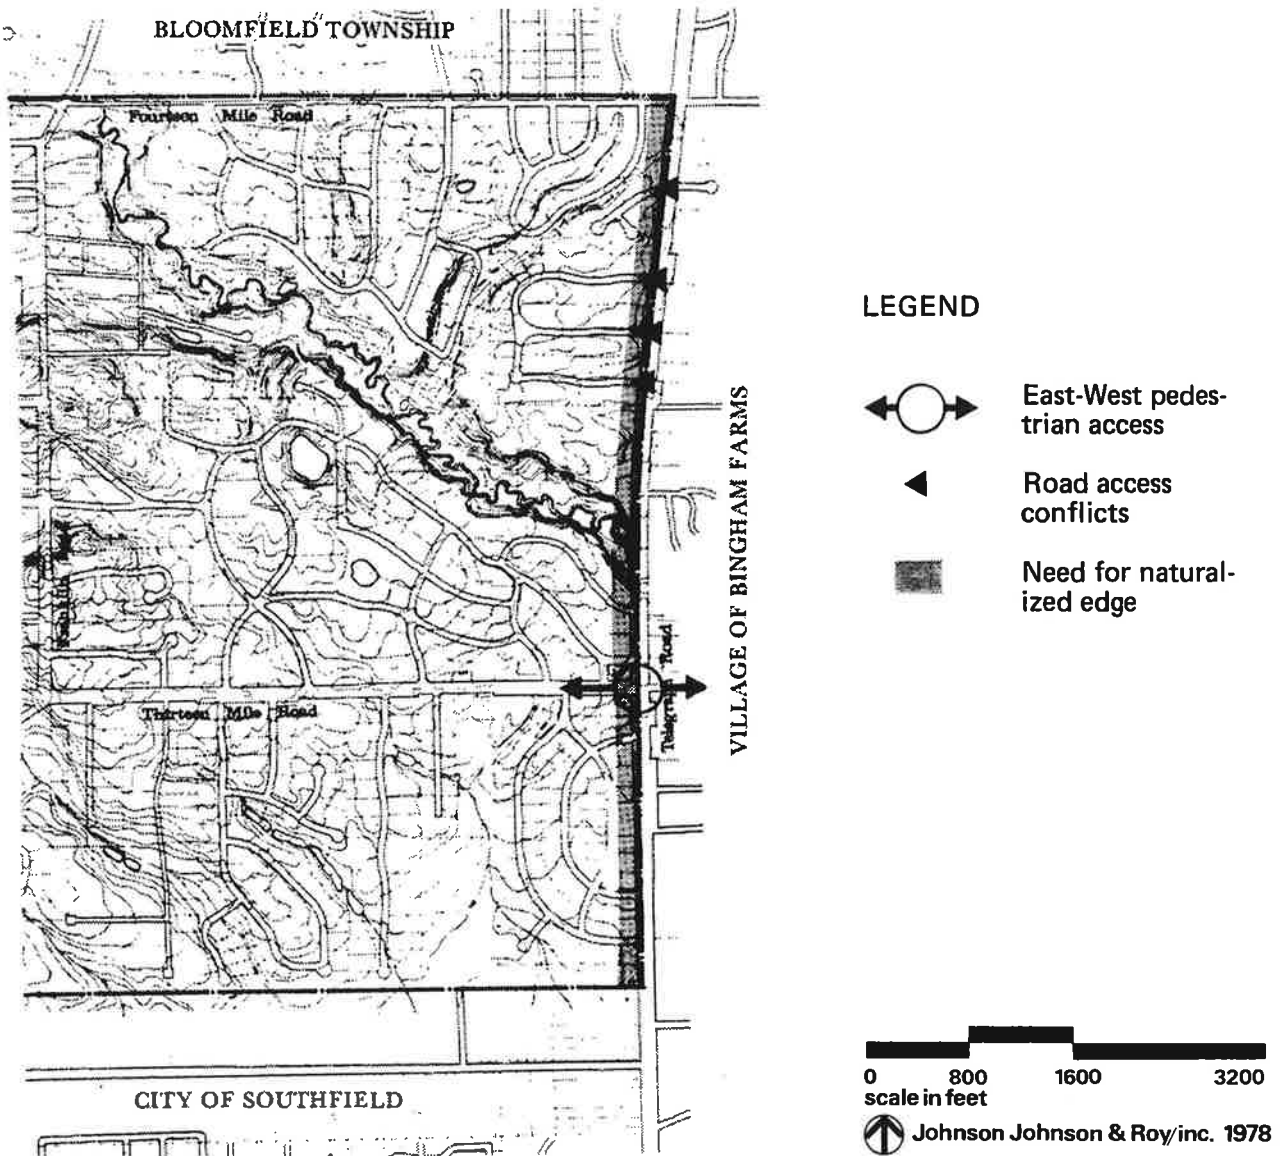 BLOOMFIELD TOWNSHIP
Fourteen Mile Road
VILLAGE OF BINGHAM FARMS
Telegraph Road
Thirteen Mile Road
CITY OF SOUTHFIELD
LEGEND
East-West pedes-
trian access
Road access
conflicts
Need for natural-
ized edge
0 800 1600 3200
scale in feet
Johnson Johnson & Roy/inc. 1978